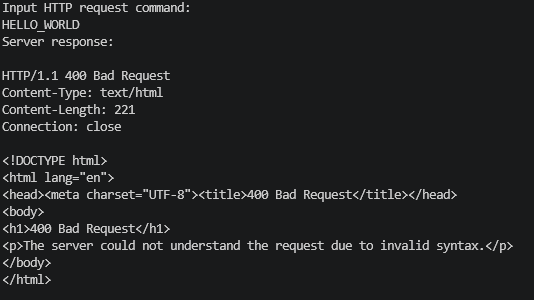 Input HTTP request command:
HELLO_WORLD
Server response:
HTTP/1.1 400 Bad Request
Content-Type: text/html
Content-Length: 221
Connection: close
<!DOCTYPE html>
<html lang="en">
<head><meta charset="UTF-8"><title>400 Bad Request</title></head>
<body>
<h1>400 Bad Request</h1>
<p>The server could not understand the request due to invalid syntax.</p>
</body>
</html>